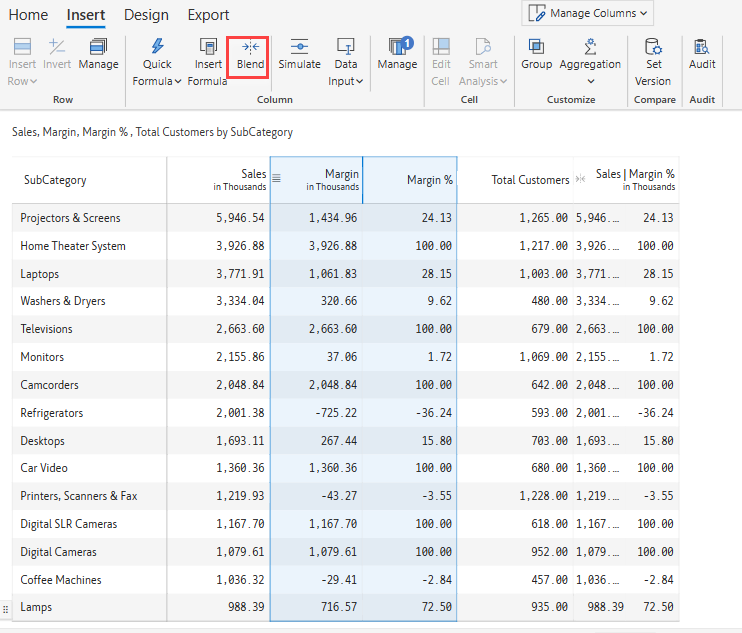 Home Insert Design Export
Manage Columns
Insert Row Invert Manage
Quick Formula Insert Formula Blend Simulate Data Input Manage 1
Edit Cell Smart Analysis
Group Aggregation
Set Version
Audit
Row Column Cell Customize Compare Audit
Sales, Margin, Margin % , Total Customers by SubCategory
SubCategory Sales in Thousands Margin in Thousands Margin % Total Customers Sales | Margin % in Thousands
Projectors & Screens 5,946.54 1,434.96 24.13 1,265.00 5,946.… 24.13
Home Theater System 3,926.88 3,926.88 100.00 1,217.00 3,926.… 100.00
Laptops 3,771.91 1,061.83 28.15 1,003.00 3,771.… 28.15
Washers & Dryers 3,334.04 320.66 9.62 480.00 3,334.… 9.62
Televisions 2,663.60 2,663.60 100.00 679.00 2,663.… 100.00
Monitors 2,155.86 37.06 1.72 1,069.00 2,155.… 1.72
Camcorders 2,048.84 2,048.84 100.00 642.00 2,048.… 100.00
Refrigerators 2,001.38 -725.22 -36.24 593.00 2,001.… -36.24
Desktops 1,693.11 267.44 15.80 703.00 1,693.… 15.80
Car Video 1,360.36 1,360.36 100.00 680.00 1,360.… 100.00
Printers, Scanners & Fax 1,219.93 -43.27 -3.55 1,228.00 1,219.… -3.55
Digital SLR Cameras 1,167.70 1,167.70 100.00 618.00 1,167.… 100.00
Digital Cameras 1,079.61 1,079.61 100.00 952.00 1,079.… 100.00
Coffee Machines 1,036.32 -29.41 -2.84 457.00 1,036.… -2.84
Lamps 988.39 716.57 72.50 935.00 988.39 72.50